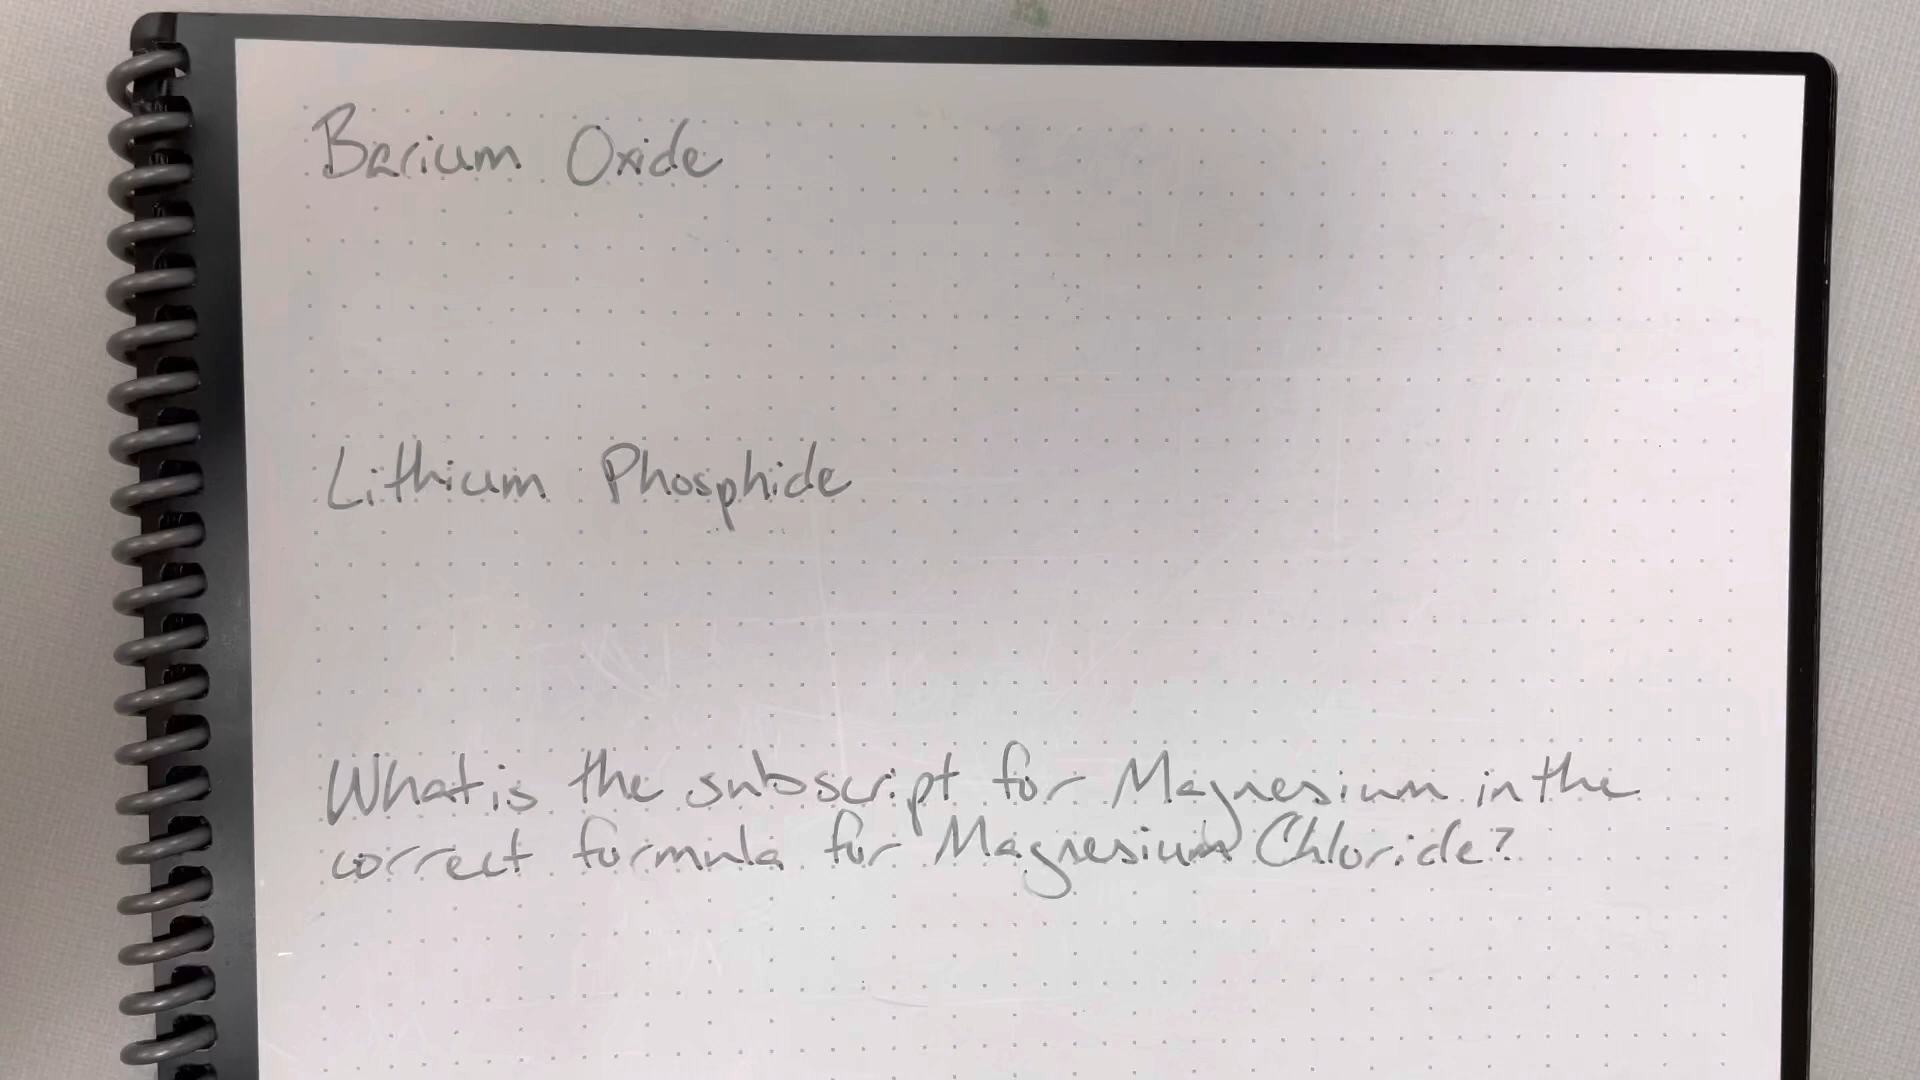 Barium Oxide
Lithium Phosphide
What is the subscript for Magnesium in the
correct formula for Magnesium Chloride?